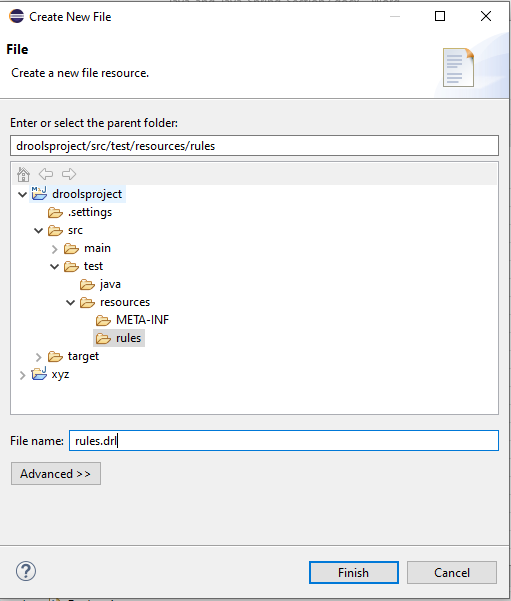 Create New File
File
Create a new file resource.
Enter or select the parent folder:
droolsproject/src/test/resources/rules
droolsproject
.settings
src
main
test
java
resources
META-INF
rules
target
xyz
File name: rules.drl
Advanced >>
Finish Cancel